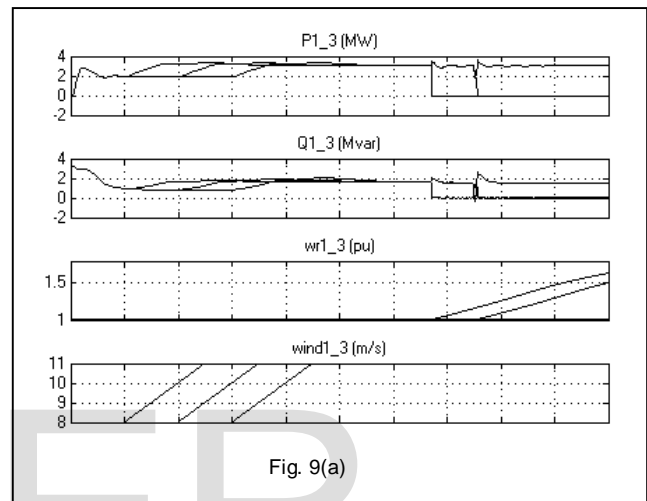 P1_3 (MW)
4
2
0
-2
Q1_3 (Mvar)
4
2
0
-2
wr1_3 (pu)
1.5
1
wind1_3 (m/s)
11
10
9
8
Fig. 9(a)